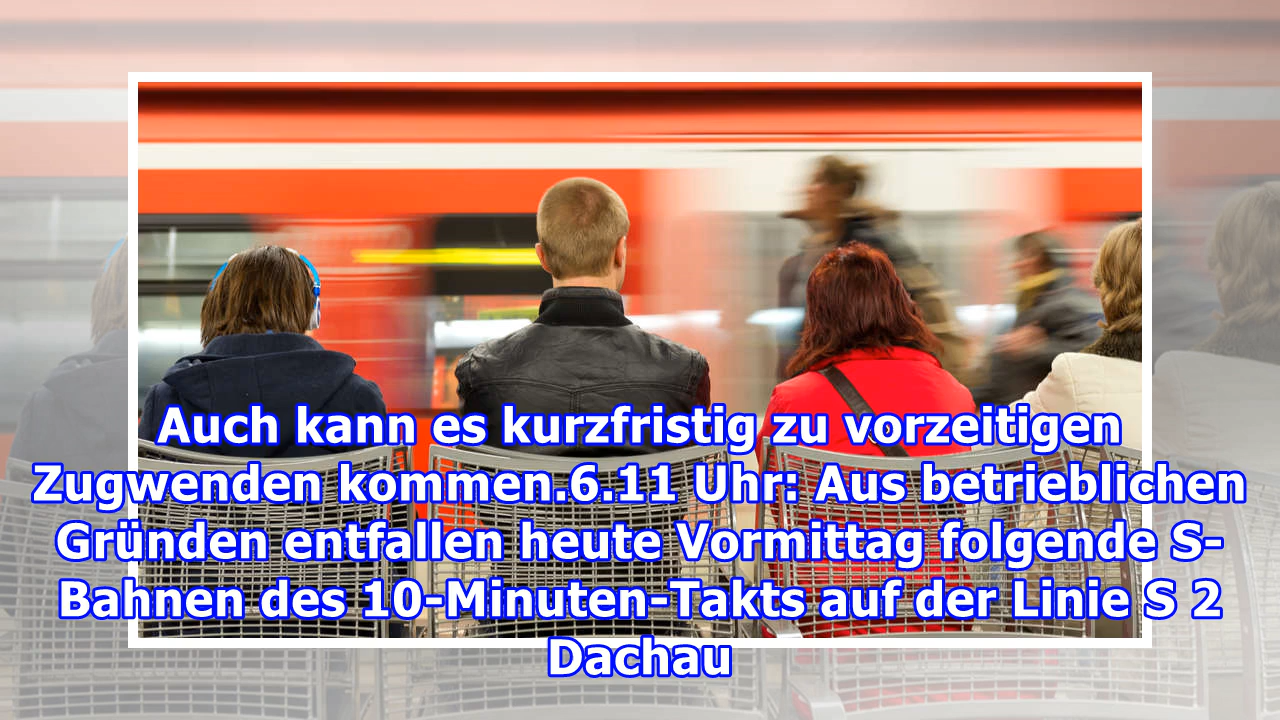 Auch kann es kurzfristig zu vorzeitigen
Zugwenden kommen.6.11 Uhr: Aus betrieblichen
Gründen entfallen heute Vormittag folgende S-
Bahnen des 10-Minuten-Takts auf der Linie S 2
Dachau